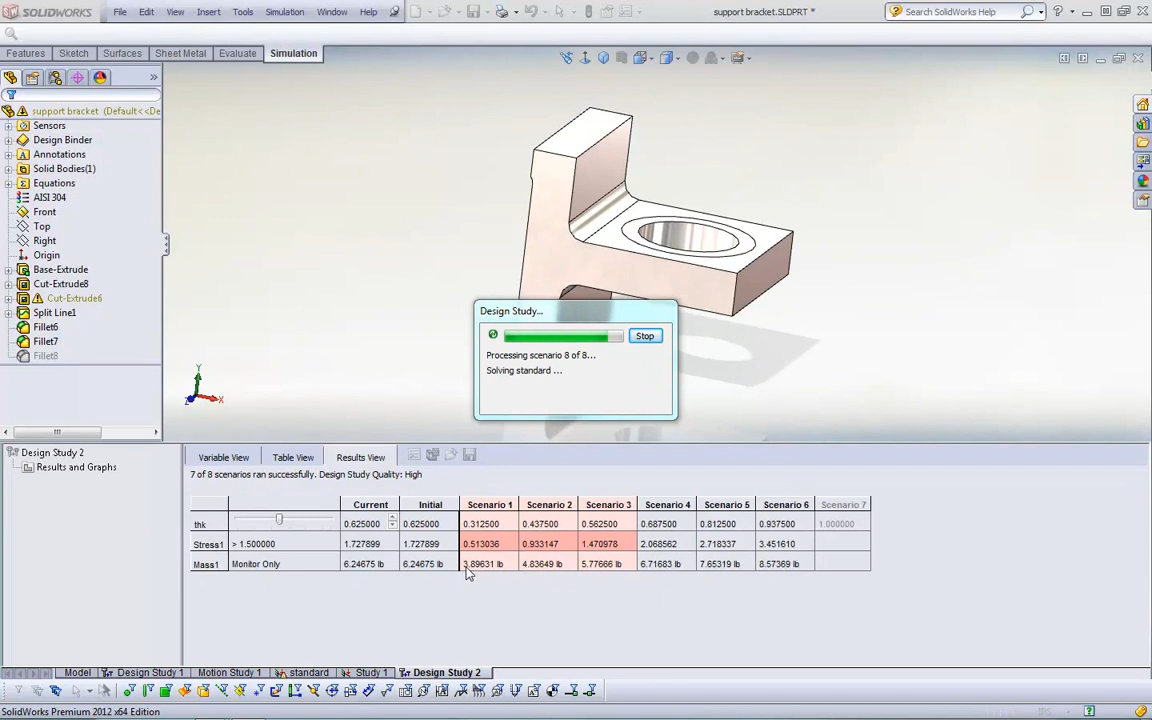 SOLIDWORKS File Edit View Insert Tools Simulation Window Help support bracket.SLDPRT * Search SolidWorks Help
Features Sketch Surfaces Sheet Metal Evaluate Simulation
support bracket (Default<<De
Sensors
Design Binder
Annotations
Solid Bodies(1)
Equations
AISI 304
Front
Top
Right
Origin
Base-Extrude
Cut-Extrude8
Cut-Extrude6
Split Line1
Fillet6
Fillet7
Fillet8
Y
X
Z
Design Study...
Stop
Processing scenario 8 of 8...
Solving standard ...
Design Study 2
Results and Graphs
Variable View Table View Results View
7 of 8 scenarios ran successfully. Design Study Quality: High
Current Initial Scenario 1 Scenario 2 Scenario 3 Scenario 4 Scenario 5 Scenario 6 Scenario 7
thk 0.625000 0.625000 0.312500 0.437500 0.562500 0.687500 0.812500 0.937500 1.000000
Stress1 > 1.500000 1.727899 1.727899 0.513036 0.933147 1.470978 2.068562 2.718337 3.451610
Mass1 Monitor Only 6.24675 lb 6.24675 lb 3.89631 lb 4.83649 lb 5.77666 lb 6.71683 lb 7.65319 lb 8.57369 lb
Model Design Study 1 Motion Study 1 standard Study 1 Design Study 2
SolidWorks Premium 2012 x64 Edition
IPS